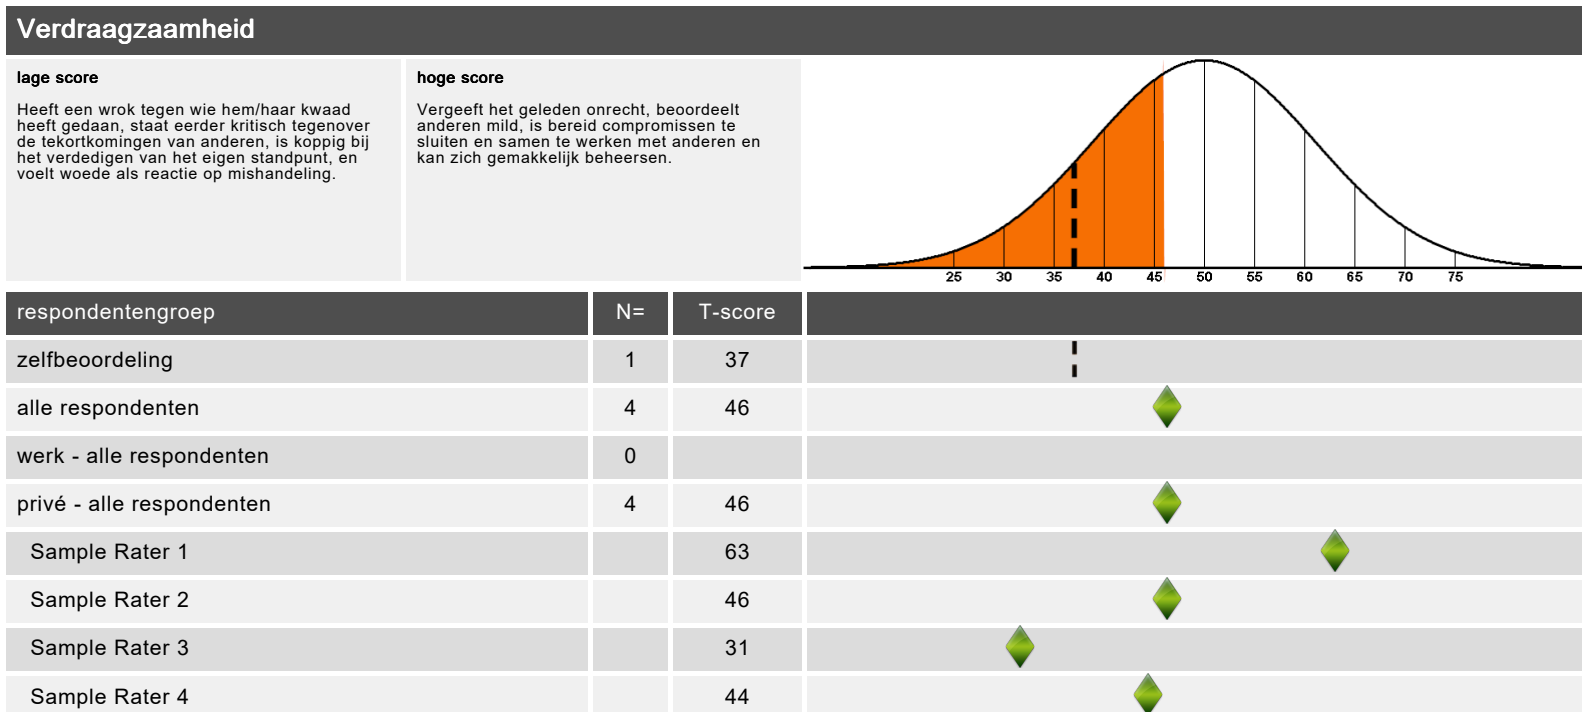 Verdraagzaamheid
lage score
Heeft een wrok tegen wie hem/haar kwaad
heeft gedaan, staat eerder kritisch tegenover
de tekortkomingen van anderen, is koppig bij
het verdedigen van het eigen standpunt, en
voelt woede als reactie op mishandeling.
hoge score
Vergeeft het geleden onrecht, beoordeelt
anderen mild, is bereid compromissen te
sluiten en samen te werken met anderen en
kan zich gemakkelijk beheersen.
25 30 35 40 45 50 55 60 65 70 75
respondentengroep N= T-score
zelfbeoordeling 1 37
alle respondenten 4 46
werk - alle respondenten 0
privé - alle respondenten 4 46
Sample Rater 1 63
Sample Rater 2 46
Sample Rater 3 31
Sample Rater 4 44